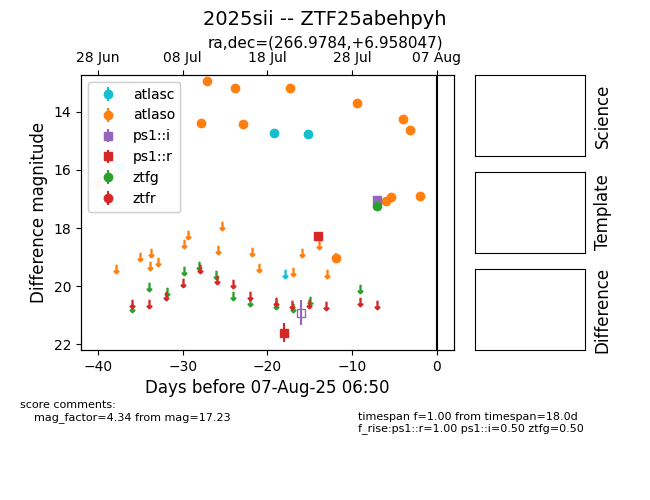 2025sii -- ZTF25abehpyh
ra,dec=(266.9784,+6.958047)
28 Jun 08 Jul 18 Jul 28 Jul 07 Aug
atlasc
atlaso
ps1::i
ps1::r
ztfg
ztfr
14
16
18
20
22
Difference magnitude
−40 −30 −20 −10 0
Days before 07-Aug-25 06:50
Science
Template
Difference
score comments:
mag_factor=4.34 from mag=17.23
timespan f=1.00 from timespan=18.0d
f_rise:ps1::r=1.00 ps1::i=0.50 ztfg=0.50